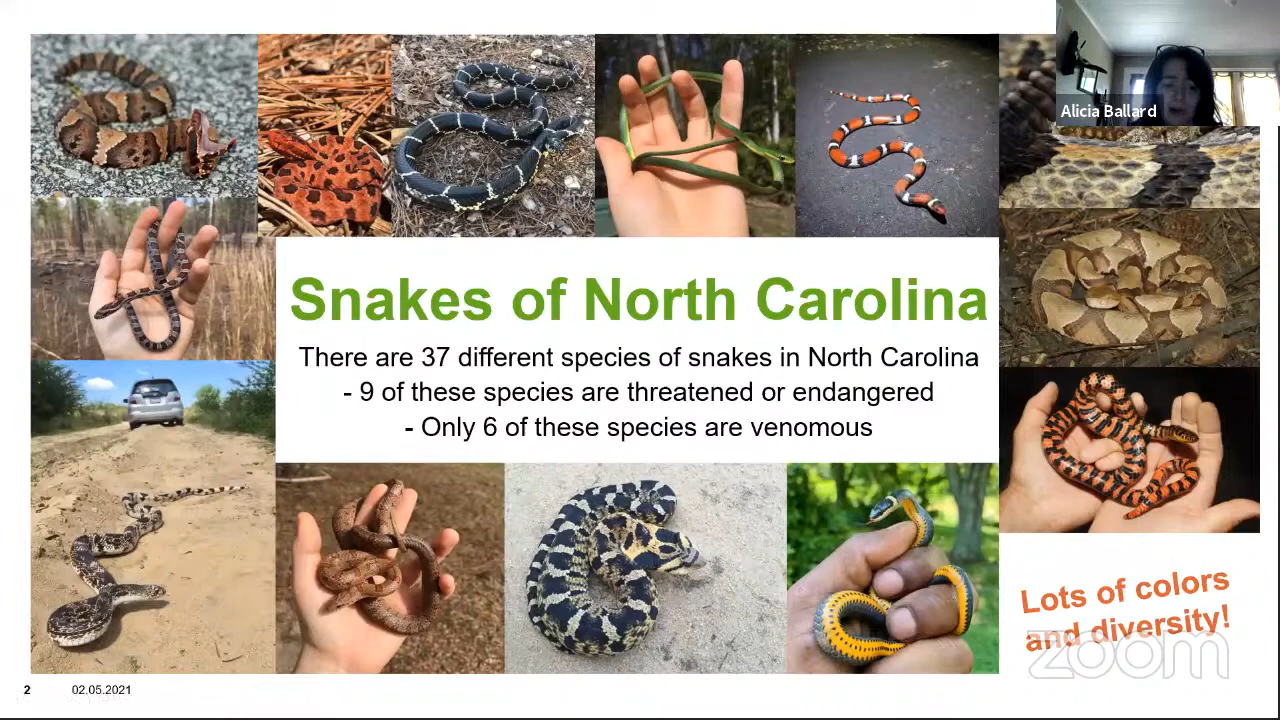 Alicia Ballard
Snakes of North Carolina
There are 37 different species of snakes in North Carolina
- 9 of these species are threatened or endangered
- Only 6 of these species are venomous
Lots of colors
and diversity!
zoom
2
02.05.2021